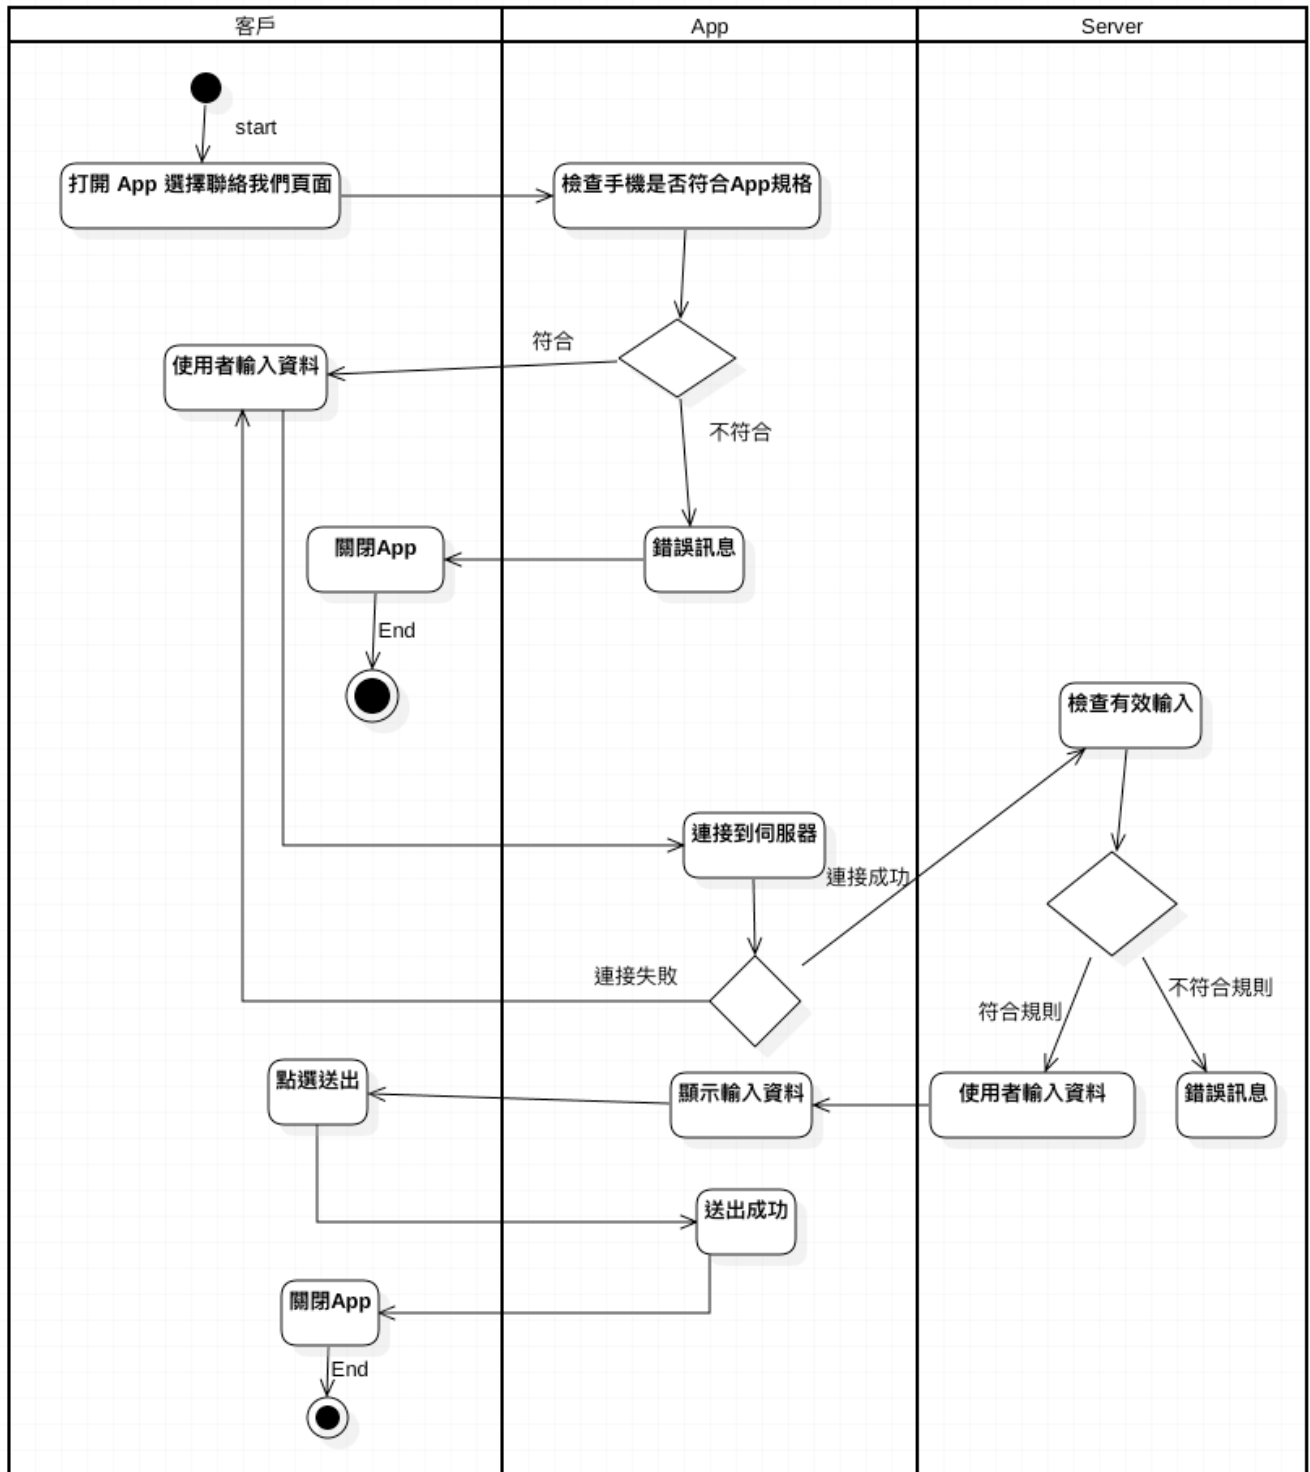 客戶
App
Server
start
打開 App 選擇聯絡我們頁面
檢查手機是否符合App規格
符合
使用者輸入資料
不符合
關閉App
錯誤訊息
End
檢查有效輸入
連接到伺服器
連接成功
連接失敗
不符合規則
符合規則
點選送出
顯示輸入資料
使用者輸入資料
錯誤訊息
送出成功
關閉App
End